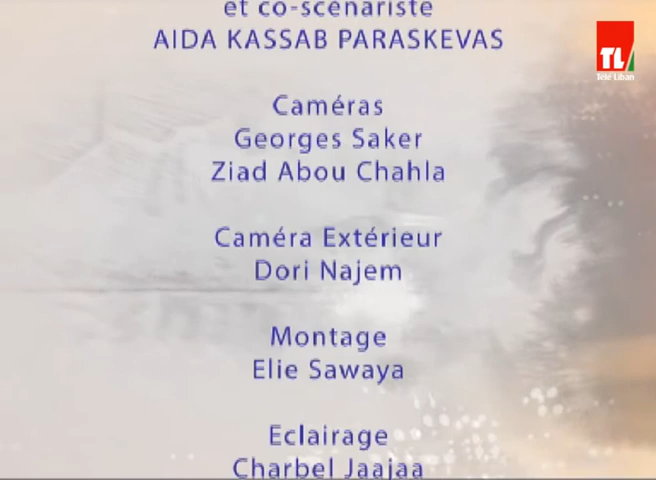 et co-scénariste
AIDA KASSAB PARASKEVAS
Caméras
Georges Saker
Ziad Abou Chahla
Caméra Extérieur
Dori Najem
Montage
Elie Sawaya
Eclairage
Charbel Jaajaa
TL
Télé Liban